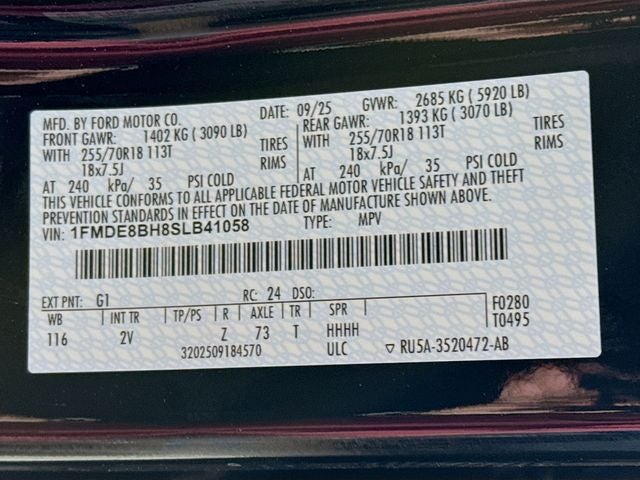 MFD. BY FORD MOTOR CO. DATE: 09/25 GVWR: 2685 KG ( 5920 LB)
FRONT GAWR: 1402 KG ( 3090 LB) REAR GAWR: 1393 KG ( 3070 LB)
WITH 255/70R18 113T TIRES WITH 255/70R18 113T TIRES
18x7.5J RIMS 18x7.5J RIMS
AT 240 kPa/ 35 PSI COLD AT 240 kPa/ 35 PSI COLD
THIS VEHICLE CONFORMS TO ALL APPLICABLE FEDERAL MOTOR VEHICLE SAFETY AND THEFT
PREVENTION STANDARDS IN EFFECT ON THE DATE OF MANUFACTURE SHOWN ABOVE.
VIN: 1FMDE8BH8SLB41058 TYPE: MPV
EXT PNT: G1 RC: 24 DSO:
WB INT TR TP/PS R AXLE TR SPR F0280
116 2V Z 73 T HHHH T0495
3202509184570 ULC ▽ RU5A-3520472-AB